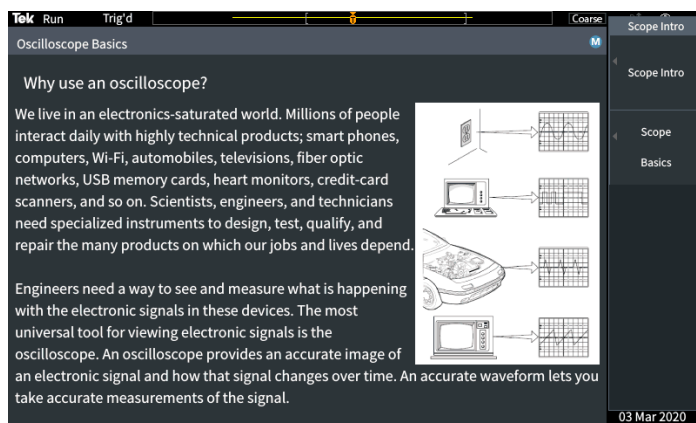 Tek Run Trig'd
Coarse
Scope Intro
Oscilloscope Basics
M
Scope Intro
Scope
Basics
Why use an oscilloscope?
We live in an electronics-saturated world. Millions of people
interact daily with highly technical products; smart phones,
computers, Wi-Fi, automobiles, televisions, fiber optic
networks, USB memory cards, heart monitors, credit-card
scanners, and so on. Scientists, engineers, and technicians
need specialized instruments to design, test, qualify, and
repair the many products on which our jobs and lives depend.
Engineers need a way to see and measure what is happening
with the electronic signals in these devices. The most
universal tool for viewing electronic signals is the
oscilloscope. An oscilloscope provides an accurate image of
an electronic signal and how that signal changes over time. An accurate waveform lets you
take accurate measurements of the signal.
03 Mar 2020